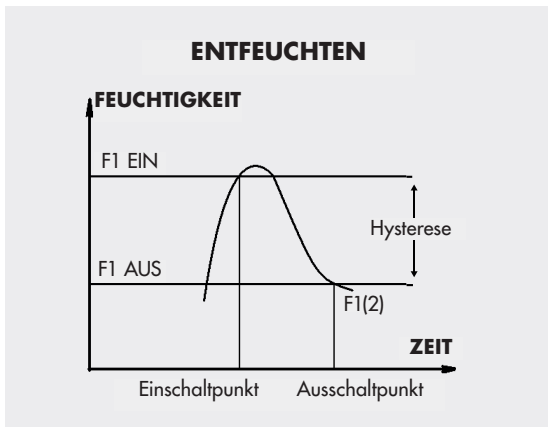 ENTFEUCHTEN
FEUCHTIGKEIT
F1 EIN
Hysterese
F1 AUS
F1(2)
ZEIT
Einschaltpunkt Ausschaltpunkt